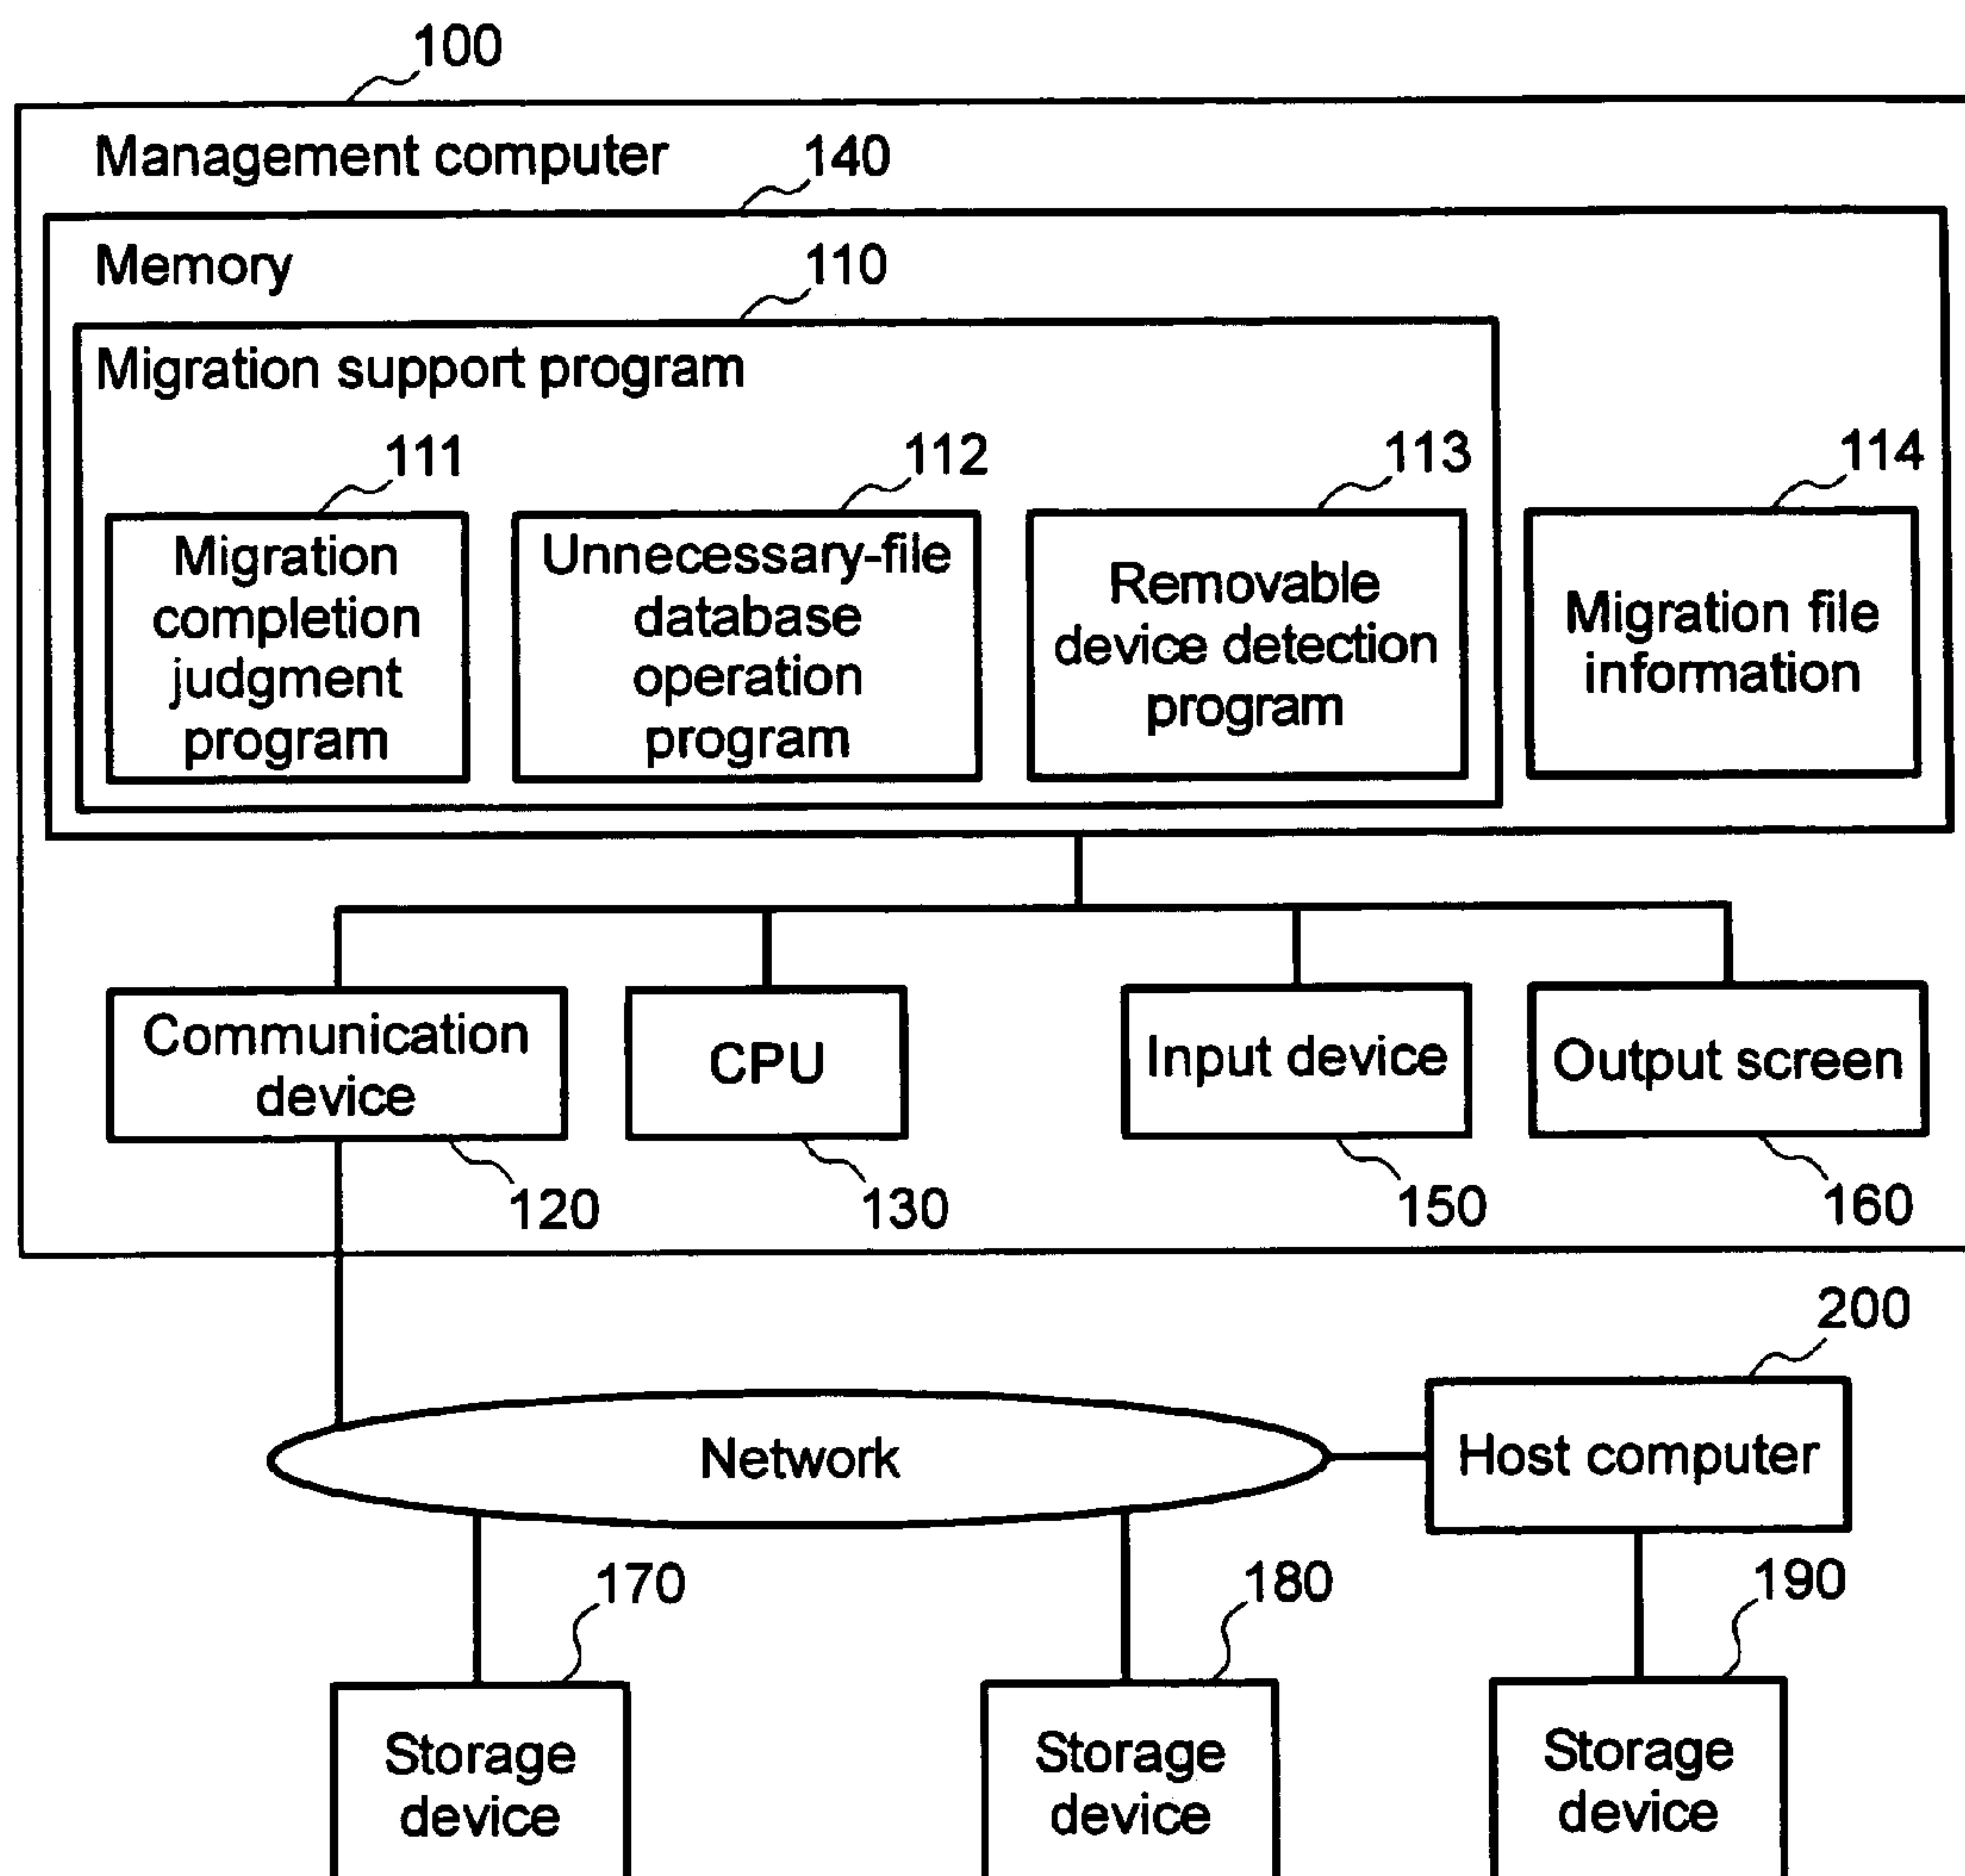 100
Management computer
140
Memory
110
Migration support program
111
112
113
114
Migration
completion
judgment
program
Unnecessary-file
database
operation
program
Removable
device detection
program
Migration file
information
Communication
device
CPU
Input device
Output screen
120
130
150
160
200
Network
Host computer
170
180
190
Storage
device
Storage
device
Storage
device